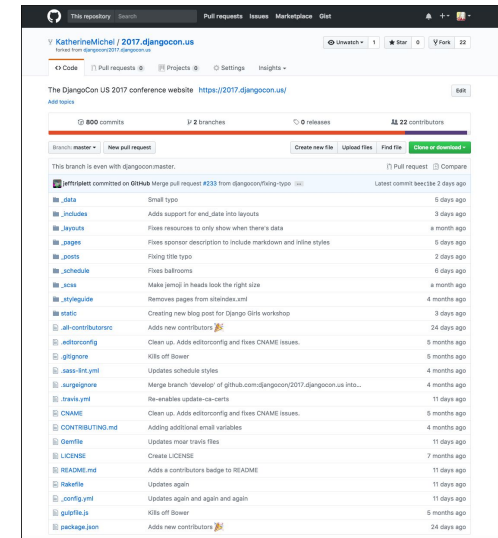 This repository Search Pull requests Issues Marketplace Gist
KatherineMichel / 2017.djangocon.us Unwatch 1 Star 0 Fork 22
forked from djangocon/2017.djangocon.us
Code Pull requests 0 Projects 0 Settings Insights
The DjangoCon US 2017 conference website https://2017.djangocon.us/ Edit
Add topics
800 commits 2 branches 0 releases 22 contributors
Branch: master New pull request Create new file Upload files Find file Clone or download
This branch is even with djangocon:master. Pull request Compare
jefftriplett committed on GitHub Merge pull request #233 from djangocon/fixing-typo ... Latest commit beec1be 2 days ago
_data Small typo 5 days ago
_includes Adds support for end_date into layouts 3 days ago
_layouts Fixes resources to only show when there's data a month ago
_pages Fixes sponsor description to include markdown and inline styles 5 days ago
_posts Fixing title typo 2 days ago
_schedule Fixes ballrooms 6 days ago
_scss Make jemoji in heads look the right size a month ago
_styleguide Removes pages from siteindex.xml 4 months ago
static Creating new blog post for Django Girls workshop 3 days ago
.all-contributorsrc Adds new contributors 24 days ago
.editorconfig Clean up. Adds editorconfig and fixes CNAME issues. 5 months ago
.gitignore Kills off Bower 5 months ago
.sass-lint.yml Updates schedule styles 4 months ago
.surgeignore Merge branch 'develop' of github.com:djangocon/2017.djangocon.us into... 4 months ago
.travis.yml Re-enables update-ca-certs 11 days ago
CNAME Clean up. Adds editorconfig and fixes CNAME issues. 5 months ago
CONTRIBUTING.md Adding additional email variables 4 months ago
Gemfile Updates moar travis files 11 days ago
LICENSE Create LICENSE 7 months ago
README.md Adds a contributors badge to README 11 days ago
Rakefile Updates again 11 days ago
_config.yml Updates again and again and again 11 days ago
gulpfile.js Kills off Bower 5 months ago
package.json Adds new contributors 24 days ago